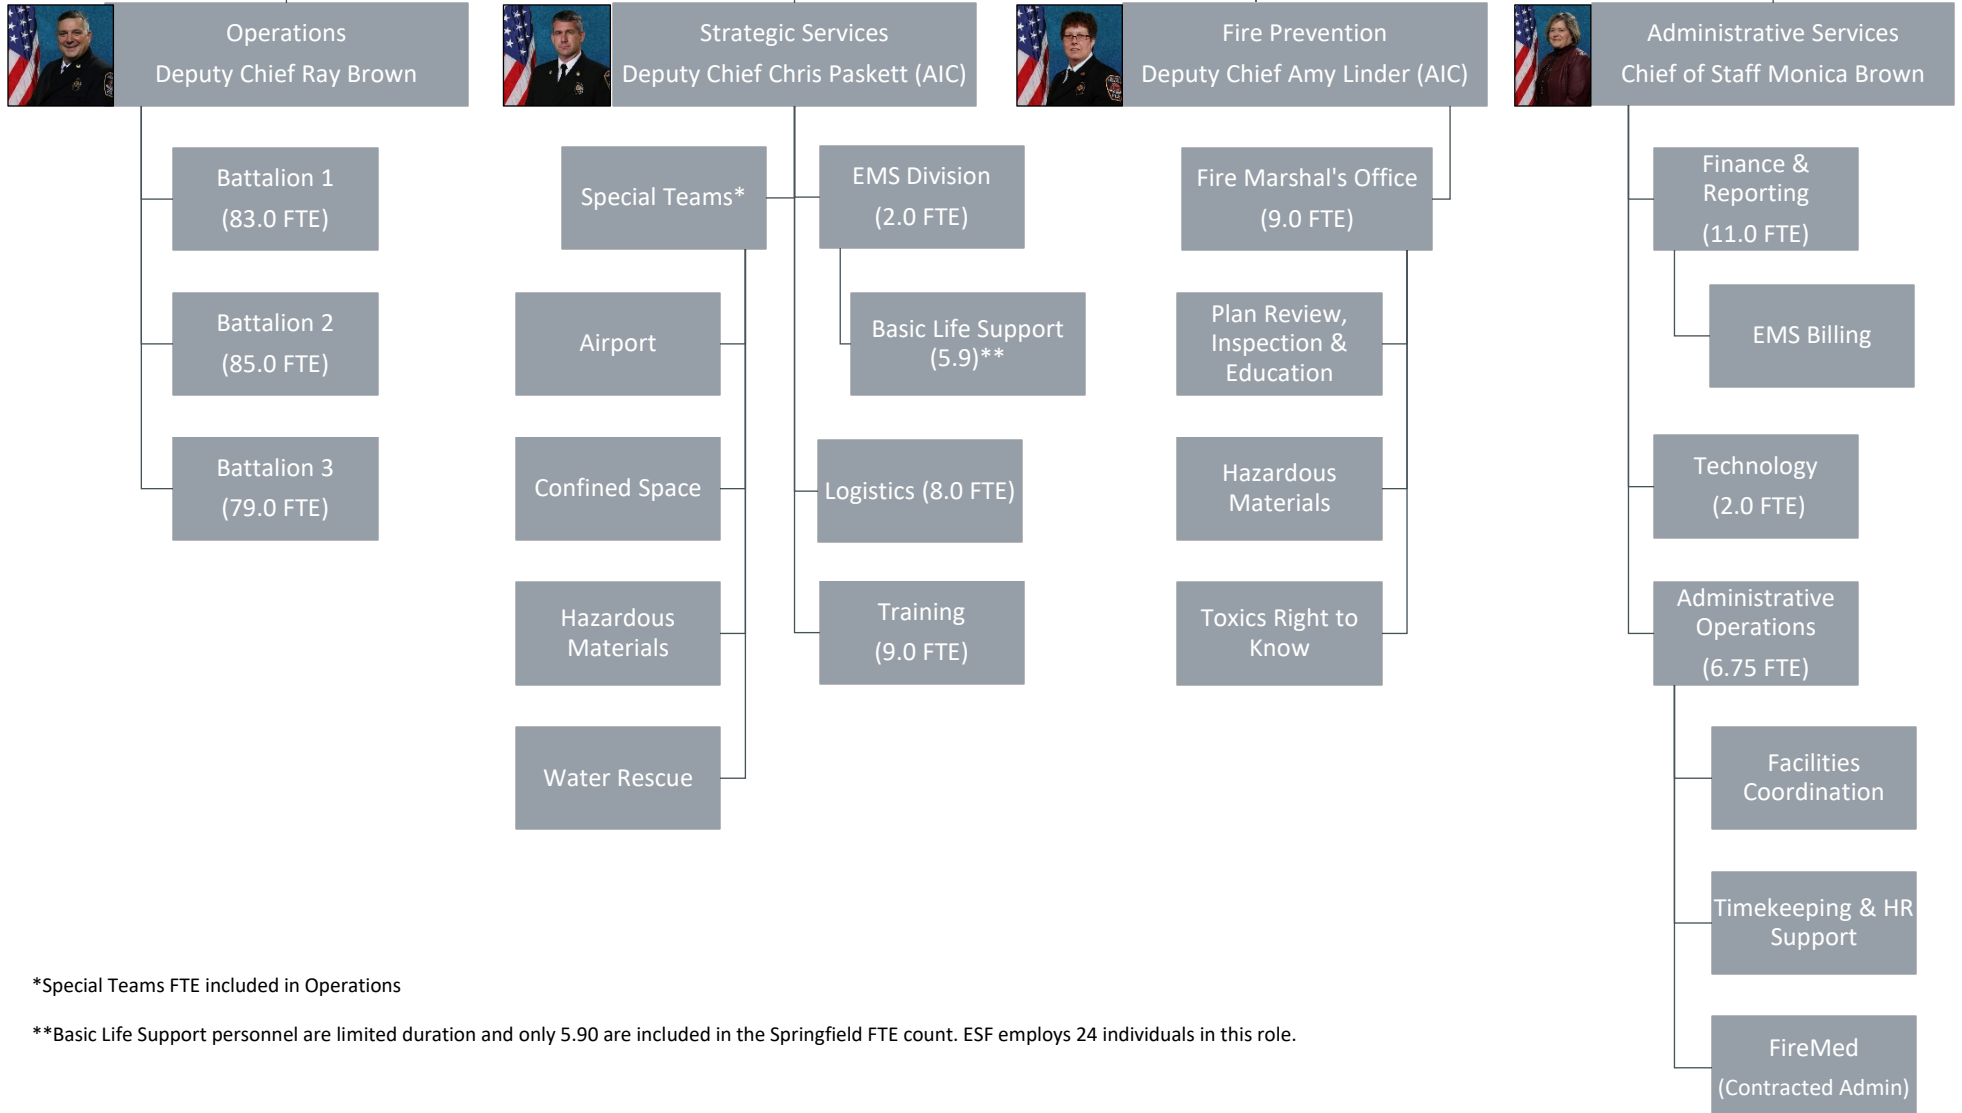 Operations
Deputy Chief Ray Brown
Battalion 1
(83.0 FTE)
Battalion 2
(85.0 FTE)
Battalion 3
(79.0 FTE)
Strategic Services
Deputy Chief Chris Paskett (AIC)
Special Teams*
Airport
Confined Space
Hazardous
Materials
Water Rescue
EMS Division
(2.0 FTE)
Basic Life Support
(5.9)**
Logistics (8.0 FTE)
Training
(9.0 FTE)
Fire Prevention
Deputy Chief Amy Linder (AIC)
Fire Marshal's Office
(9.0 FTE)
Plan Review,
Inspection &
Education
Hazardous
Materials
Toxics Right to
Know
Administrative Services
Chief of Staff Monica Brown
Finance &
Reporting
(11.0 FTE)
EMS Billing
Technology
(2.0 FTE)
Administrative
Operations
(6.75 FTE)
Facilities
Coordination
Timekeeping & HR
Support
FireMed
(Contracted Admin)
*Special Teams FTE included in Operations
**Basic Life Support personnel are limited duration and only 5.90 are included in the Springfield FTE count. ESF employs 24 individuals in this role.